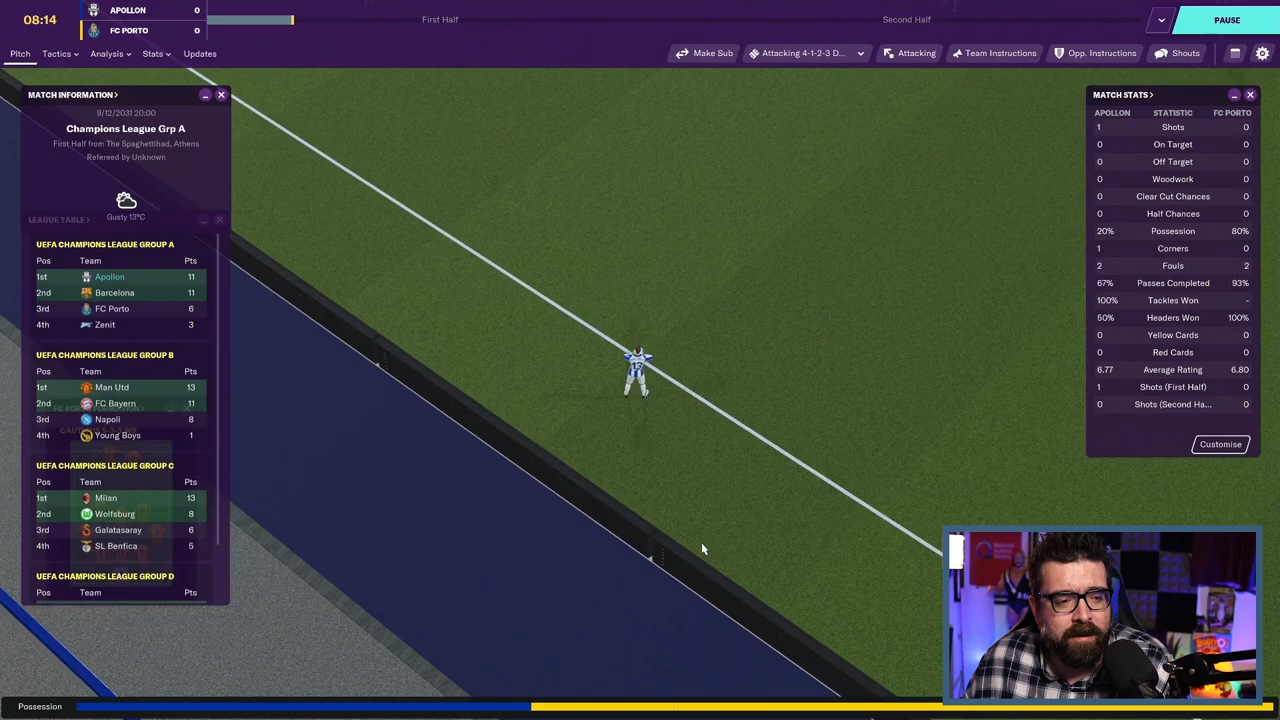 08:14
APOLLON 0
FC PORTO 0
First Half
Second Half
PAUSE
Pitch
Tactics
Analysis
Stats
Updates
Make Sub
Attacking 4-1-2-3 D...
Attacking
Team Instructions
Opp. Instructions
Shouts
MATCH INFORMATION
9/12/2031 20:00
Champions League Grp A
First Half from The Spaghettihad, Athens
Refereed by Unknown
Gusty 13°C
LEAGUE TABLE
UEFA CHAMPIONS LEAGUE GROUP A
Pos Team Pts
1st Apollon 11
2nd Barcelona 11
3rd FC Porto 6
4th Zenit 3
UEFA CHAMPIONS LEAGUE GROUP B
Pos Team Pts
1st Man Utd 13
2nd FC Bayern 11
3rd Napoli 8
4th Young Boys 1
UEFA CHAMPIONS LEAGUE GROUP C
Pos Team Pts
1st Milan 13
2nd Wolfsburg 8
3rd Galatasaray 6
4th SL Benfica 5
UEFA CHAMPIONS LEAGUE GROUP D
Pos Team Pts
MATCH STATS
APOLLON STATISTIC FC PORTO
1 Shots 0
0 On Target 0
0 Off Target 0
0 Woodwork 0
0 Clear Cut Chances 0
0 Half Chances 0
20% Possession 80%
1 Corners 0
2 Fouls 2
67% Passes Completed 93%
100% Tackles Won -
50% Headers Won 100%
0 Yellow Cards 0
0 Red Cards 0
6.77 Average Rating 6.80
1 Shots (First Half) 0
0 Shots (Second Ha... 0
Customise
Possession